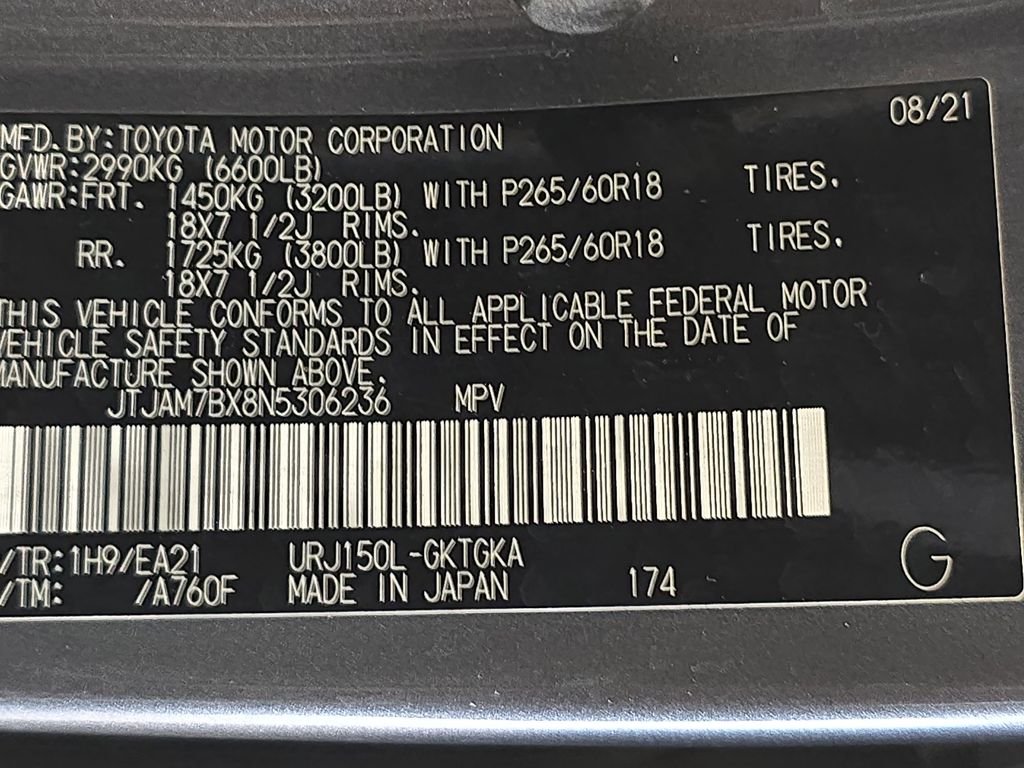 08/21
MFD. BY: TOYOTA MOTOR CORPORATION
GVWR: 2990KG (6600LB)
GAWR: FRT. 1450KG (3200LB) WITH P265/60R18 TIRES.
18X7 1/2J RIMS.
RR. 1725KG (3800LB) WITH P265/60R18 TIRES.
18X7 1/2J RIMS.
THIS VEHICLE CONFORMS TO ALL APPLICABLE FEDERAL MOTOR
VEHICLE SAFETY STANDARDS IN EFFECT ON THE DATE OF
MANUFACTURE SHOWN ABOVE.
JTJAM7BX8N5306236 MPV
/TR: 1H9/EA21 URJ150L-GKTGKA
/TM: /A760F MADE IN JAPAN 174
G